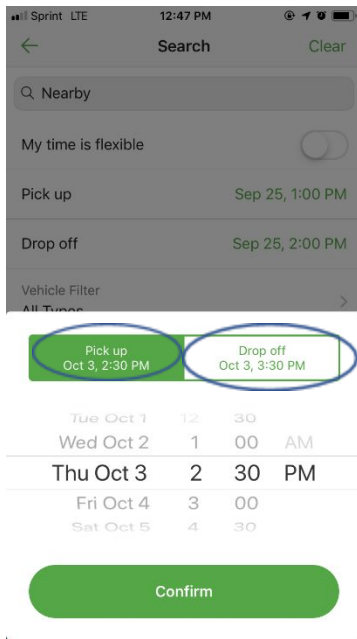 Sprint LTE 12:47 PM
Search Clear
Nearby
My time is flexible
Pick up Sep 25, 1:00 PM
Drop off Sep 25, 2:00 PM
Vehicle Filter
All Types
Pick up
Oct 3, 2:30 PM
Drop off
Oct 3, 3:30 PM
Tue Oct 1 12 30
Wed Oct 2 1 00 AM
Thu Oct 3 2 30 PM
Fri Oct 4 3 00
Sat Oct 5 4 30
Confirm